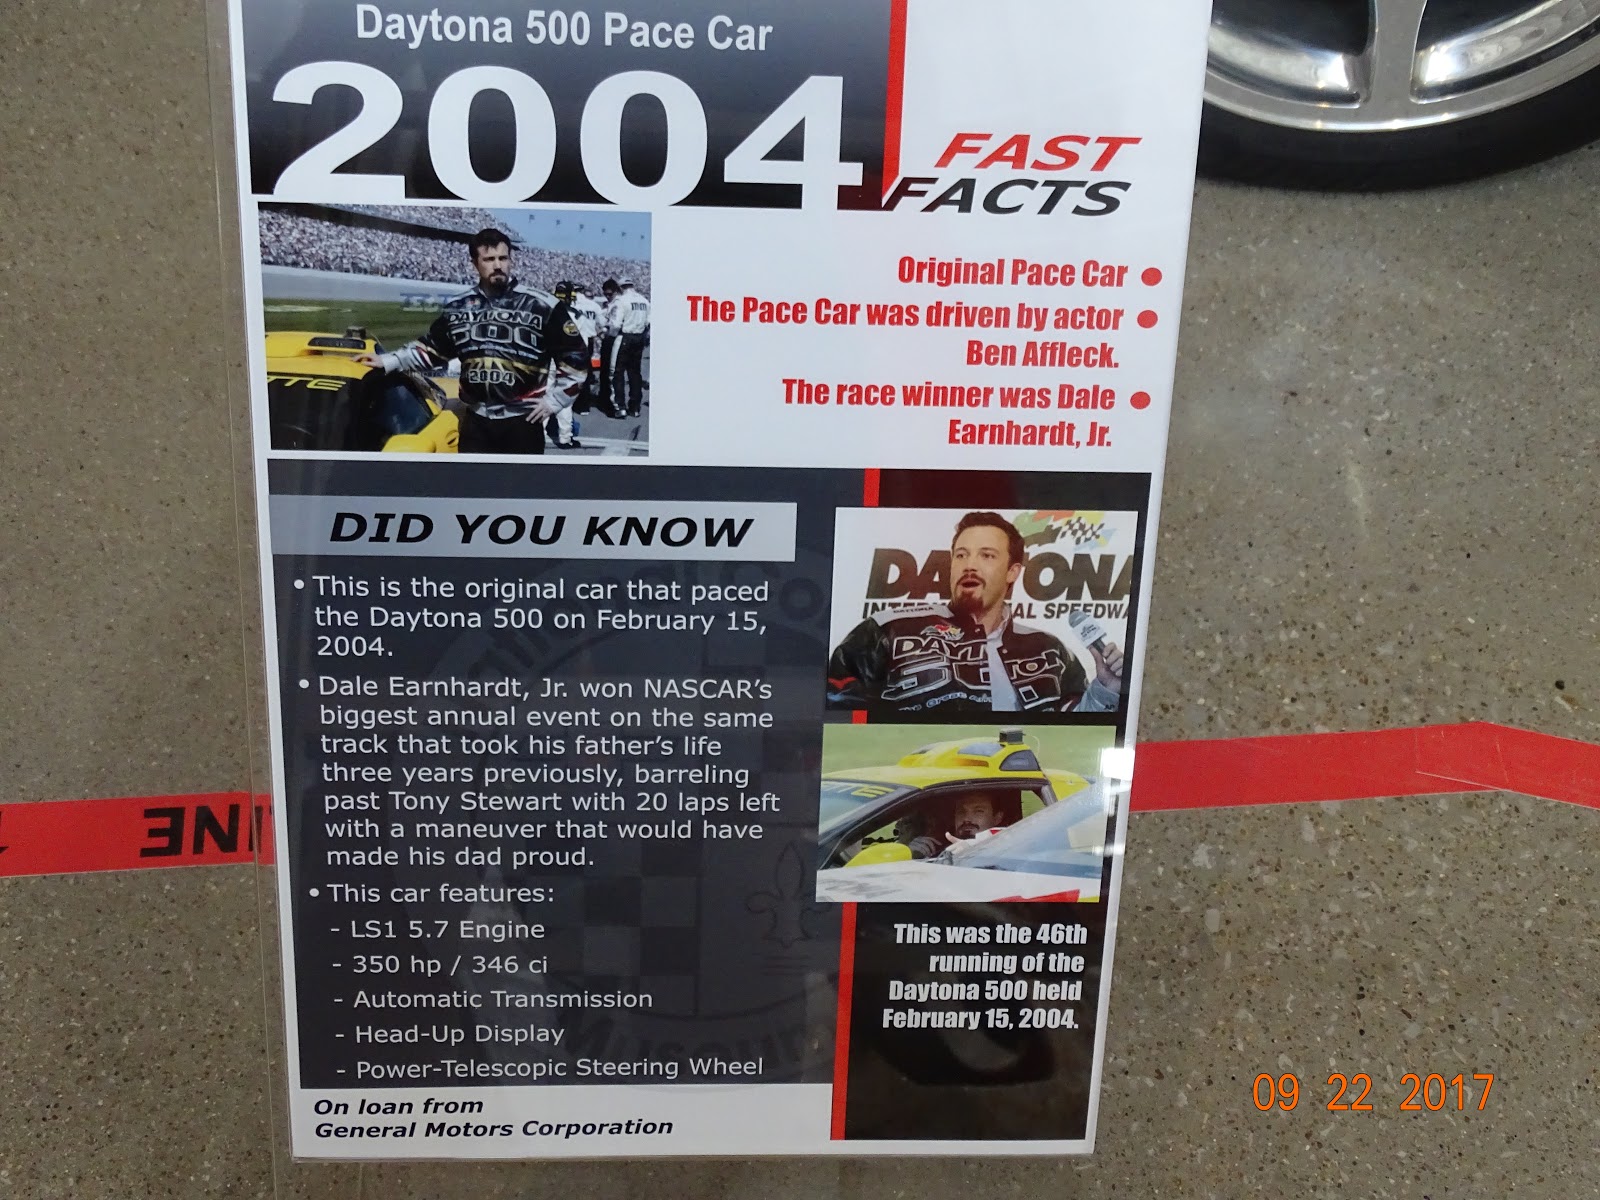 Daytona 500 Pace Car
2004
FAST
FACTS
Original Pace Car
The Pace Car was driven by actor
Ben Affleck.
The race winner was Dale
Earnhardt, Jr.
DAYTONA
500
2004
DID YOU KNOW
• This is the original car that paced
the Daytona 500 on February 15,
2004.
• Dale Earnhardt, Jr. won NASCAR's
biggest annual event on the same
track that took his father's life
three years previously, barreling
past Tony Stewart with 20 laps left
with a maneuver that would have
made his dad proud.
• This car features:
- LS1 5.7 Engine
- 350 hp / 346 ci
- Automatic Transmission
- Head-Up Display
- Power-Telescopic Steering Wheel
On loan from
General Motors Corporation
This was the 46th
running of the
Daytona 500 held
February 15, 2004.
09 22 2017